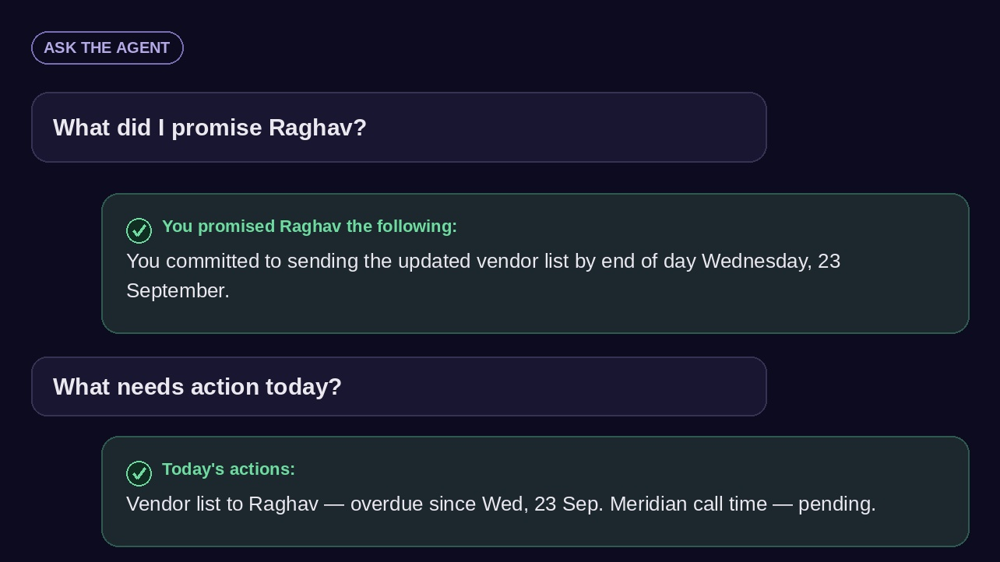 ASK THE AGENT
What did I promise Raghav?
You promised Raghav the following:
You committed to sending the updated vendor list by end of day Wednesday, 23
September.
What needs action today?
Today's actions:
Vendor list to Raghav — overdue since Wed, 23 Sep. Meridian call time — pending.